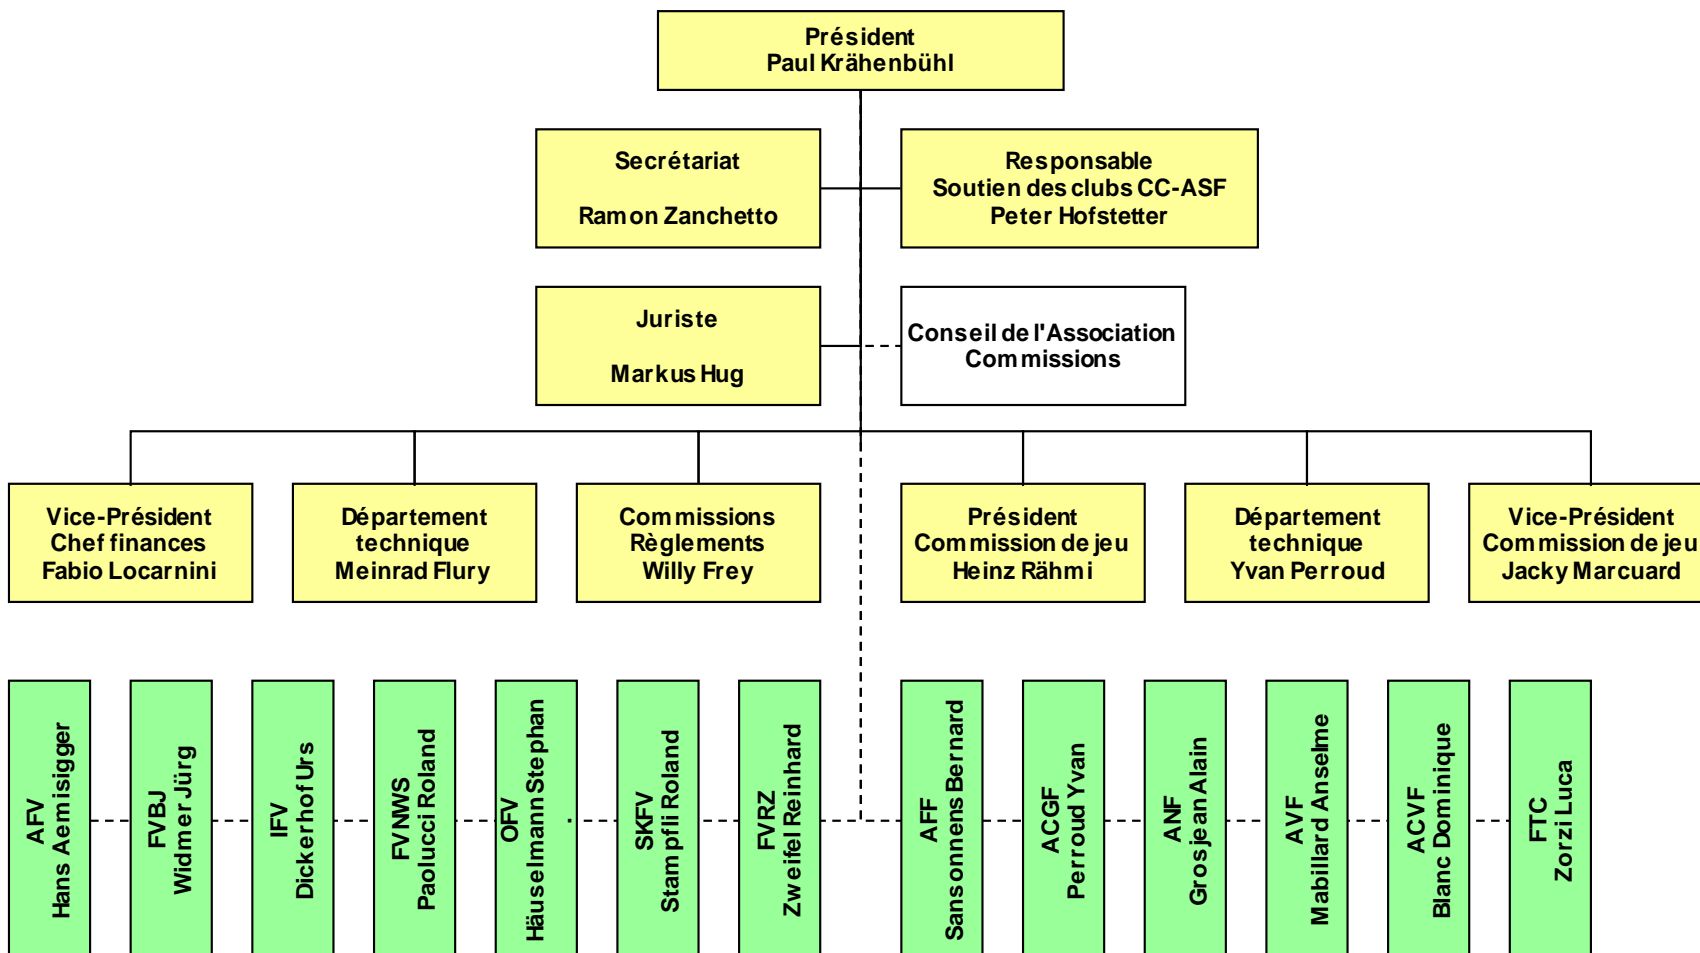 Président
Paul Krähenbühl
Secrétariat
Ramon Zanchetto
Responsable
Soutien des clubs CC-ASF
Peter Hofstetter
Juriste
Markus Hug
Conseil de l'Association
Commissions
Vice-Président
Chef finances
Fabio Locarnini
Département
technique
Meinrad Flury
Commissions
Règlements
Willy Frey
Président
Commission de jeu
Heinz Rähmi
Département
technique
Yvan Perroud
Vice-Président
Commission de jeu
Jacky Marcuard
AFV
Hans Aemisigger
FVBJ
Widmer Jürg
IFV
Dickerhof Urs
FVNWS
Paolucci Roland
OFV
Häuselmann Stephan
.
SKFV
Stampfli Roland
FVRZ
Zweifel Reinhard
AFF
Sansonnens Bernard
ACGF
Perroud Yvan
ANF
Grosjean Alain
AVF
Mabillard Anselme
ACVF
Blanc Dominique
FTC
Zorzi Luca